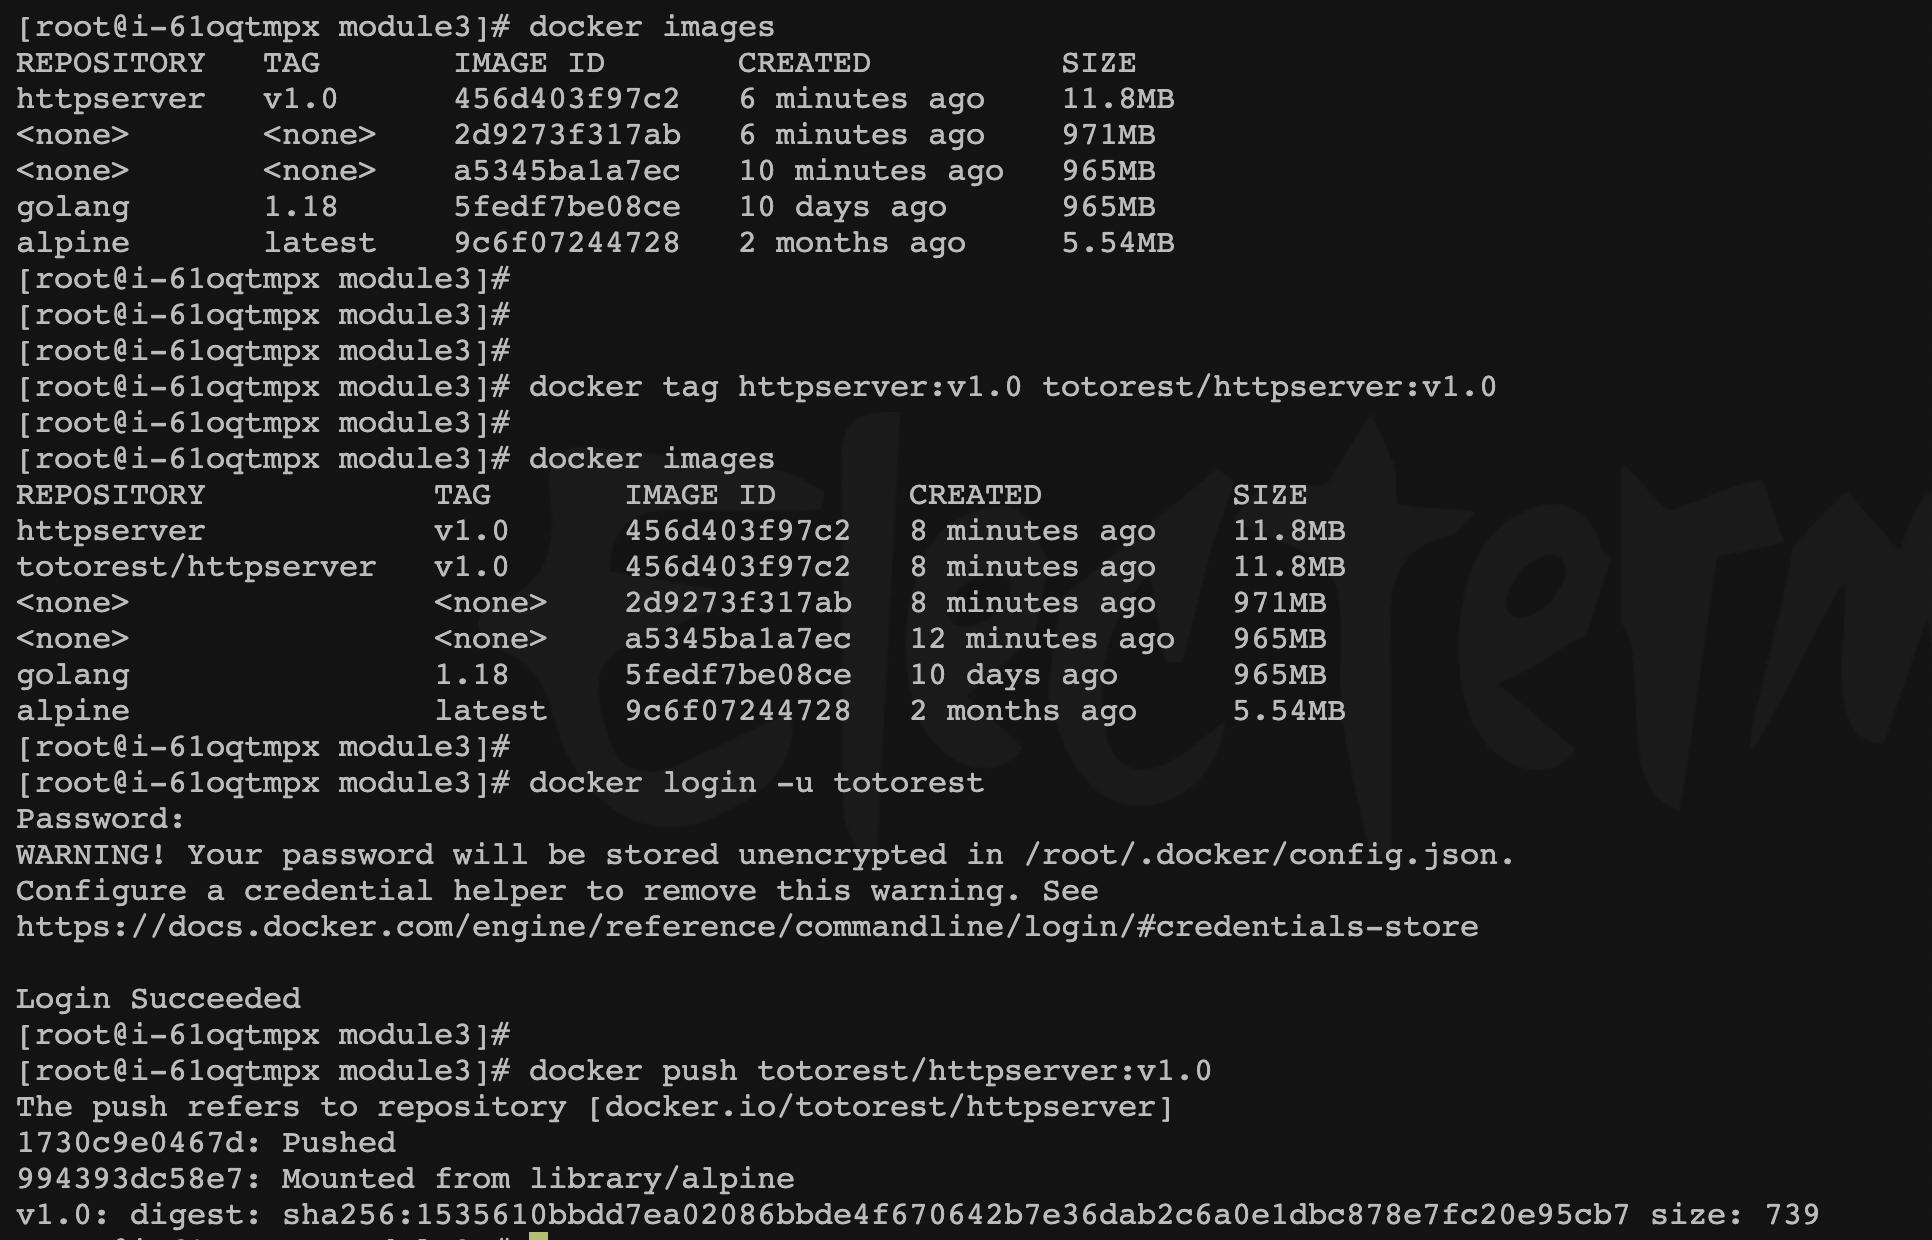 [root@i-61oqtmpx module3]# docker images
REPOSITORY   TAG       IMAGE ID       CREATED          SIZE
httpserver   v1.0      456d403f97c2   6 minutes ago    11.8MB
<none>       <none>    2d9273f317ab   6 minutes ago    971MB
<none>       <none>    a5345ba1a7ec   10 minutes ago   965MB
golang       1.18      5fedf7be08ce   10 days ago      965MB
alpine       latest    9c6f07244728   2 months ago     5.54MB
[root@i-61oqtmpx module3]#
[root@i-61oqtmpx module3]#
[root@i-61oqtmpx module3]#
[root@i-61oqtmpx module3]# docker tag httpserver:v1.0 totorest/httpserver:v1.0
[root@i-61oqtmpx module3]#
[root@i-61oqtmpx module3]# docker images
REPOSITORY            TAG       IMAGE ID       CREATED          SIZE
httpserver            v1.0      456d403f97c2   8 minutes ago    11.8MB
totorest/httpserver   v1.0      456d403f97c2   8 minutes ago    11.8MB
<none>                <none>    2d9273f317ab   8 minutes ago    971MB
<none>                <none>    a5345ba1a7ec   12 minutes ago   965MB
golang                1.18      5fedf7be08ce   10 days ago      965MB
alpine                latest    9c6f07244728   2 months ago     5.54MB
[root@i-61oqtmpx module3]#
[root@i-61oqtmpx module3]# docker login -u totorest
Password:
WARNING! Your password will be stored unencrypted in /root/.docker/config.json.
Configure a credential helper to remove this warning. See
https://docs.docker.com/engine/reference/commandline/login/#credentials-store
Login Succeeded
[root@i-61oqtmpx module3]#
[root@i-61oqtmpx module3]# docker push totorest/httpserver:v1.0
The push refers to repository [docker.io/totorest/httpserver]
1730c9e0467d: Pushed
994393dc58e7: Mounted from library/alpine
v1.0: digest: sha256:1535610bbdd7ea02086bbde4f670642b7e36dab2c6a0e1dbc878e7fc20e95cb7 size: 739